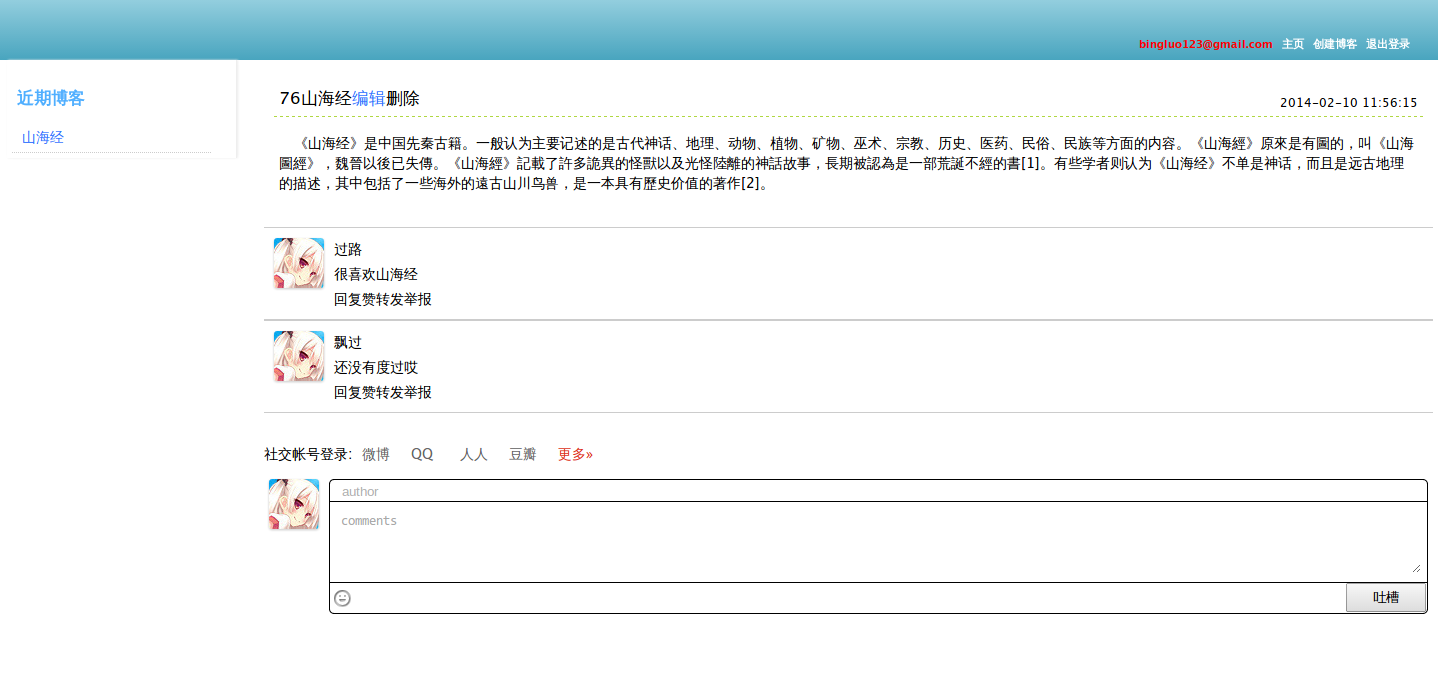 bingluo123@gmail.com 主页 创建博客 退出登录
近期博客
山海经
76山海经编辑删除
2014-02-10 11:56:15
《山海经》是中国先秦古籍。一般认为主要记述的是古代神话、地理、动物、植物、矿物、巫术、宗教、历史、医药、民俗、民族等方面的内容。《山海經》原來是有圖的，叫《山海
圖經》，魏晉以後已失傳。《山海經》記載了許多詭異的怪獸以及光怪陸離的神話故事，長期被認為是一部荒誕不經的書[1]。有些学者则认为《山海经》不单是神话，而且是远古地理
的描述，其中包括了一些海外的遠古山川鸟兽，是一本具有歷史价值的著作[2]。
过路
很喜欢山海经
回复赞转发举报
飘过
还没有度过哎
回复赞转发举报
社交帐号登录: 微博 QQ 人人 豆瓣 更多»
author
comments
吐槽